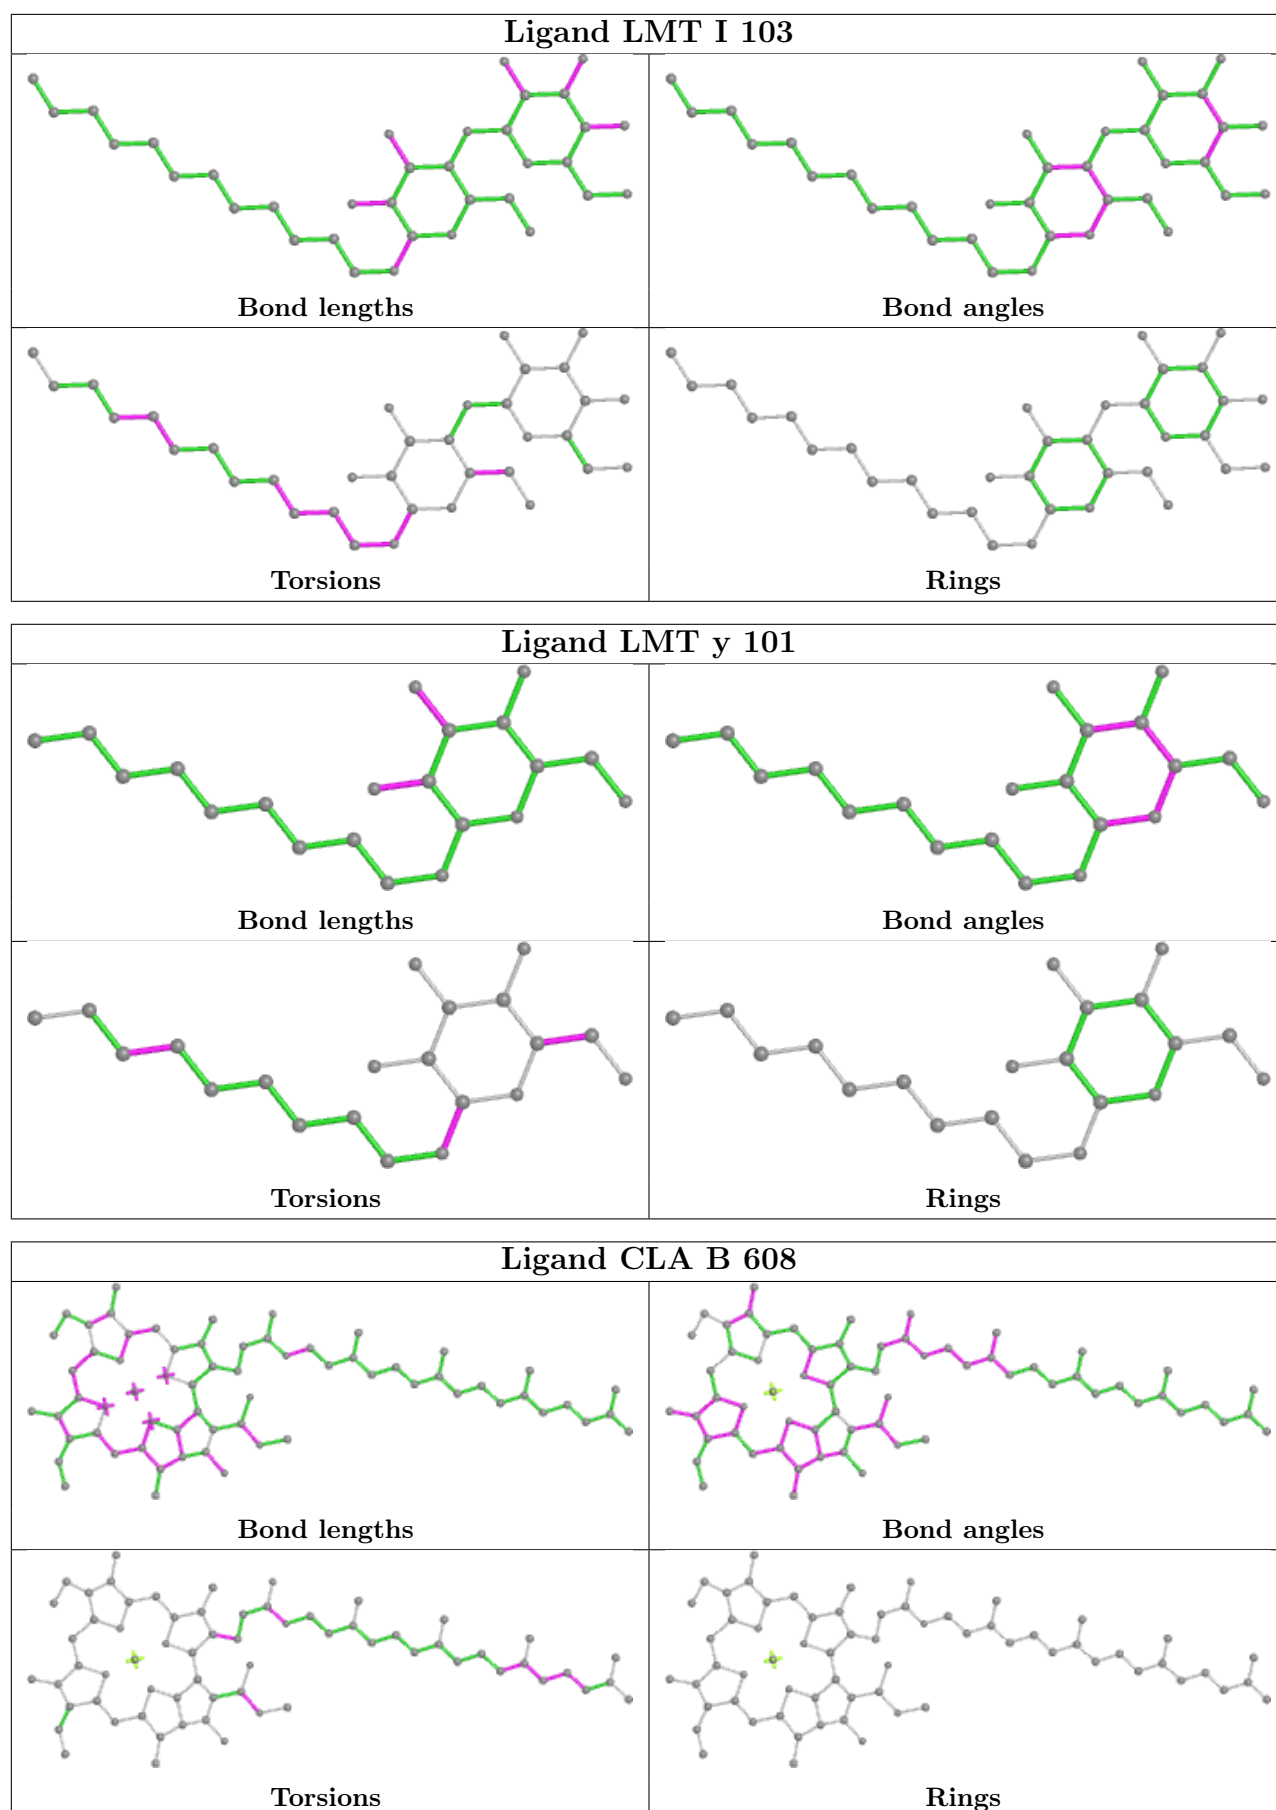 Ligand LMT I 103
Bond lengths
Bond angles
Torsions
Rings
Ligand LMT y 101
Bond lengths
Bond angles
Torsions
Rings
Ligand CLA B 608
Bond lengths
Bond angles
Torsions
Rings